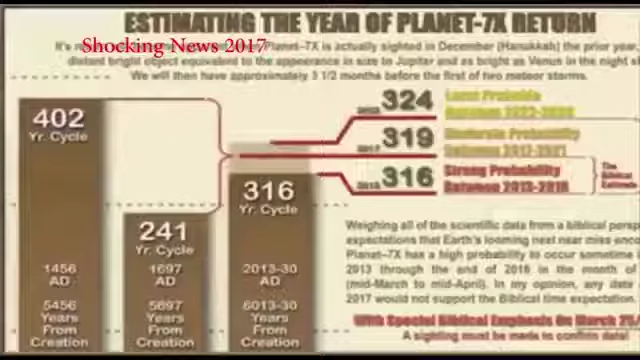 ESTIMATING THE YEAR OF PLANET-7X RETURN
Shocking News 2017
Planet-7X is actually sighted in December (Hanukkah) the prior year,
distant bright object equivalent to the appearance in size to Jupiter and as bright as Venus in the night
We will then have approximately 3 1/2 months before the first of two meteor storms.
402
Yr. Cycle
1456
AD
5456
Years
From
Creation
241
Yr. Cycle
1697
AD
5697
Years
From
Creation
316
Yr. Cycle
2013-30
AD
6013-30
Years
From
Creation
324
Least Probable
319
Moderate Probability
Between 2017-2021
316
Strong Probability
Between 2013-2016
The
Biblical
Weighing all of the scientific data from a biblical
expectations that Earth's looming next near miss
Planet-7X has a high probability to occur sometime
2013 through the end of 2016 in the month of
(mid-March to mid-April). In my opinion, any date
2017 would not support the Biblical time expectation.
With Special Biblical Emphasis On March
A sighting must be made to confirm date!